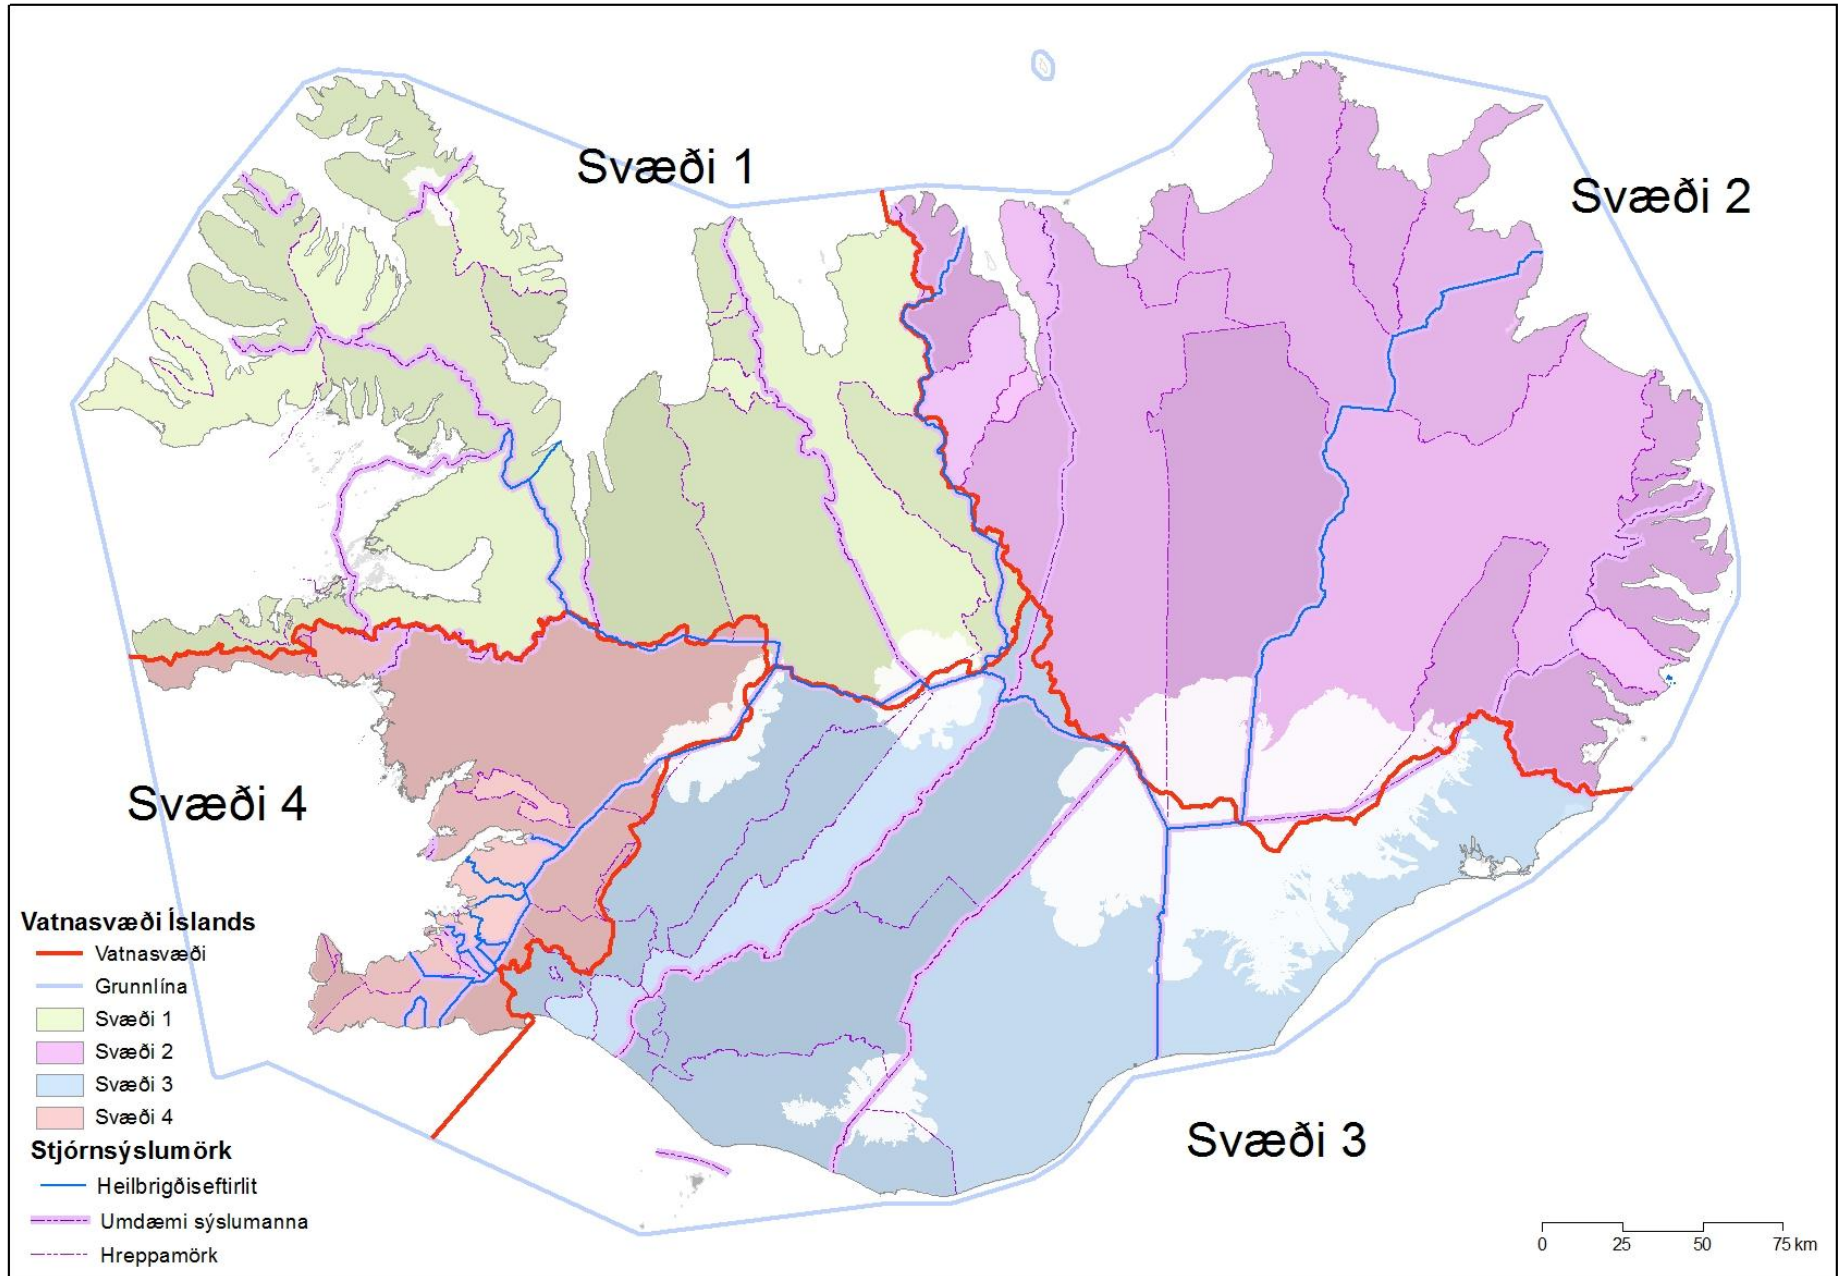 Svæði 1
Svæði 2
Svæði 4
Svæði 3
Vatnasvæði Íslands
Vatnasvæði
Grunnlína
Svæði 1
Svæði 2
Svæði 3
Svæði 4
Stjórnsýslumörk
Heilbrigðiseftirlit
Umdæmi sýslumanna
Hreppamörk
0 25 50 75 km